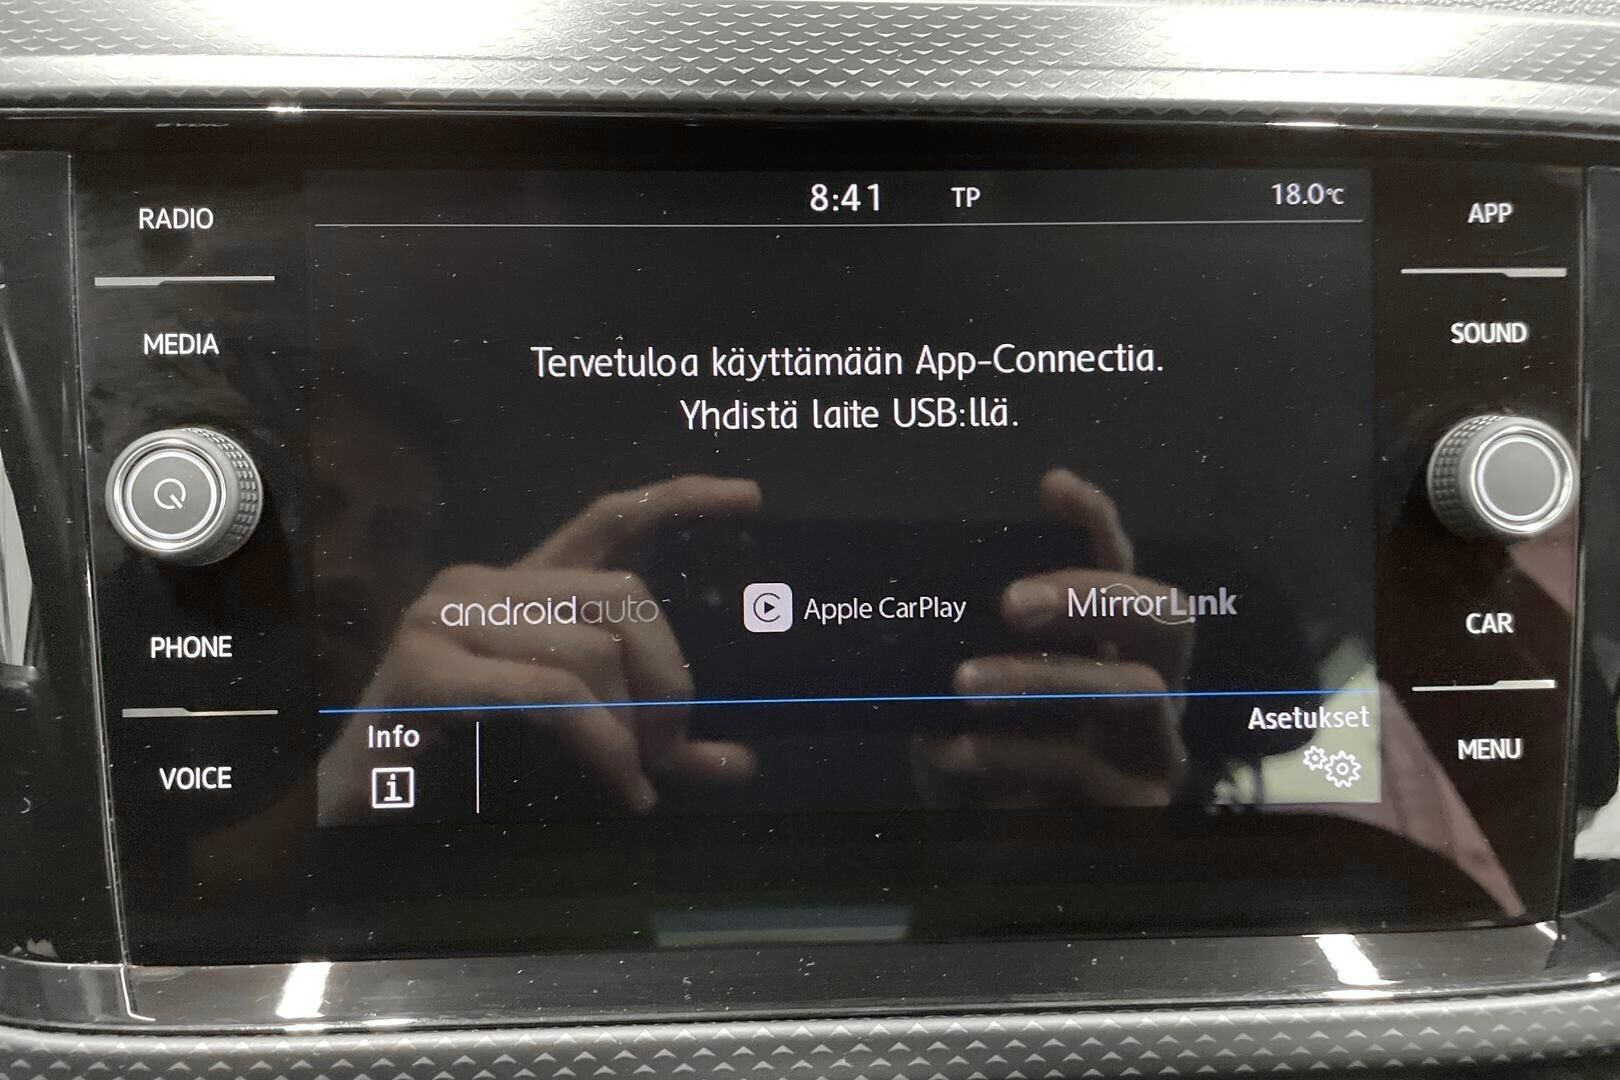 8:41 TP 18.0°C
RADIO
APP
MEDIA
SOUND
Tervetuloa käyttämään App-Connectia.
Yhdistä laite USB:llä.
androidauto
Apple CarPlay
MirrorLink
PHONE
CAR
Info
Asetukset
VOICE
MENU